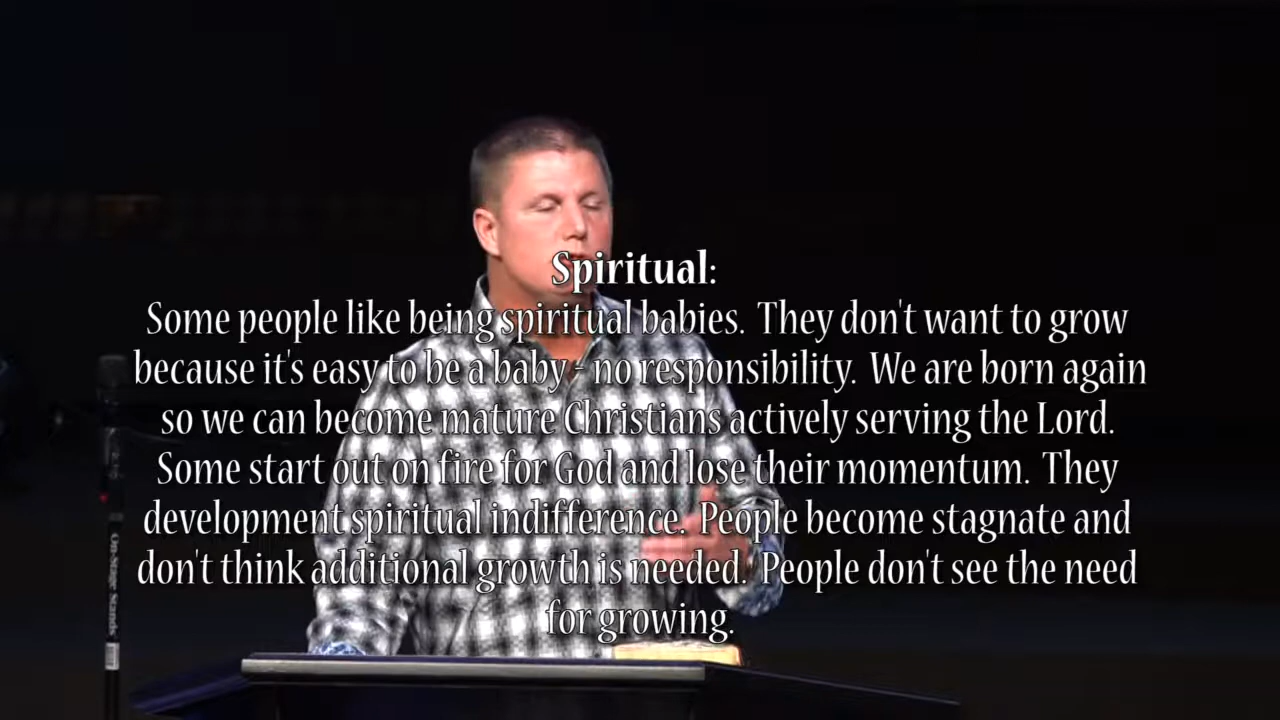 Spiritual:
Some people like being spiritual babies. They don't want to grow
because it's easy to be a baby - no responsibility. We are born again
so we can become mature Christians actively serving the Lord.
Some start out on fire for God and lose their momentum. They
development spiritual indifference. People become stagnate and
don't think additional growth is needed. People don't see the need
for growing.
On-Stage Stands